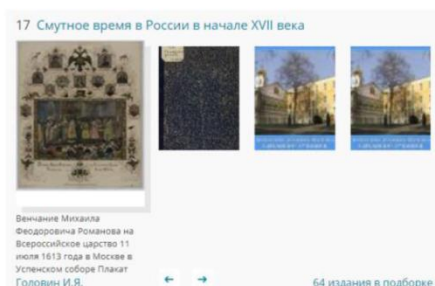 17 Смутное время в России в начале XVII века
Венчание Михаила
Феодоровича Романова на
Всероссийское царство 11
июля 1613 года в Москве в
Успенском соборе Плакат
Головин И.Я.
64 издания в подборке